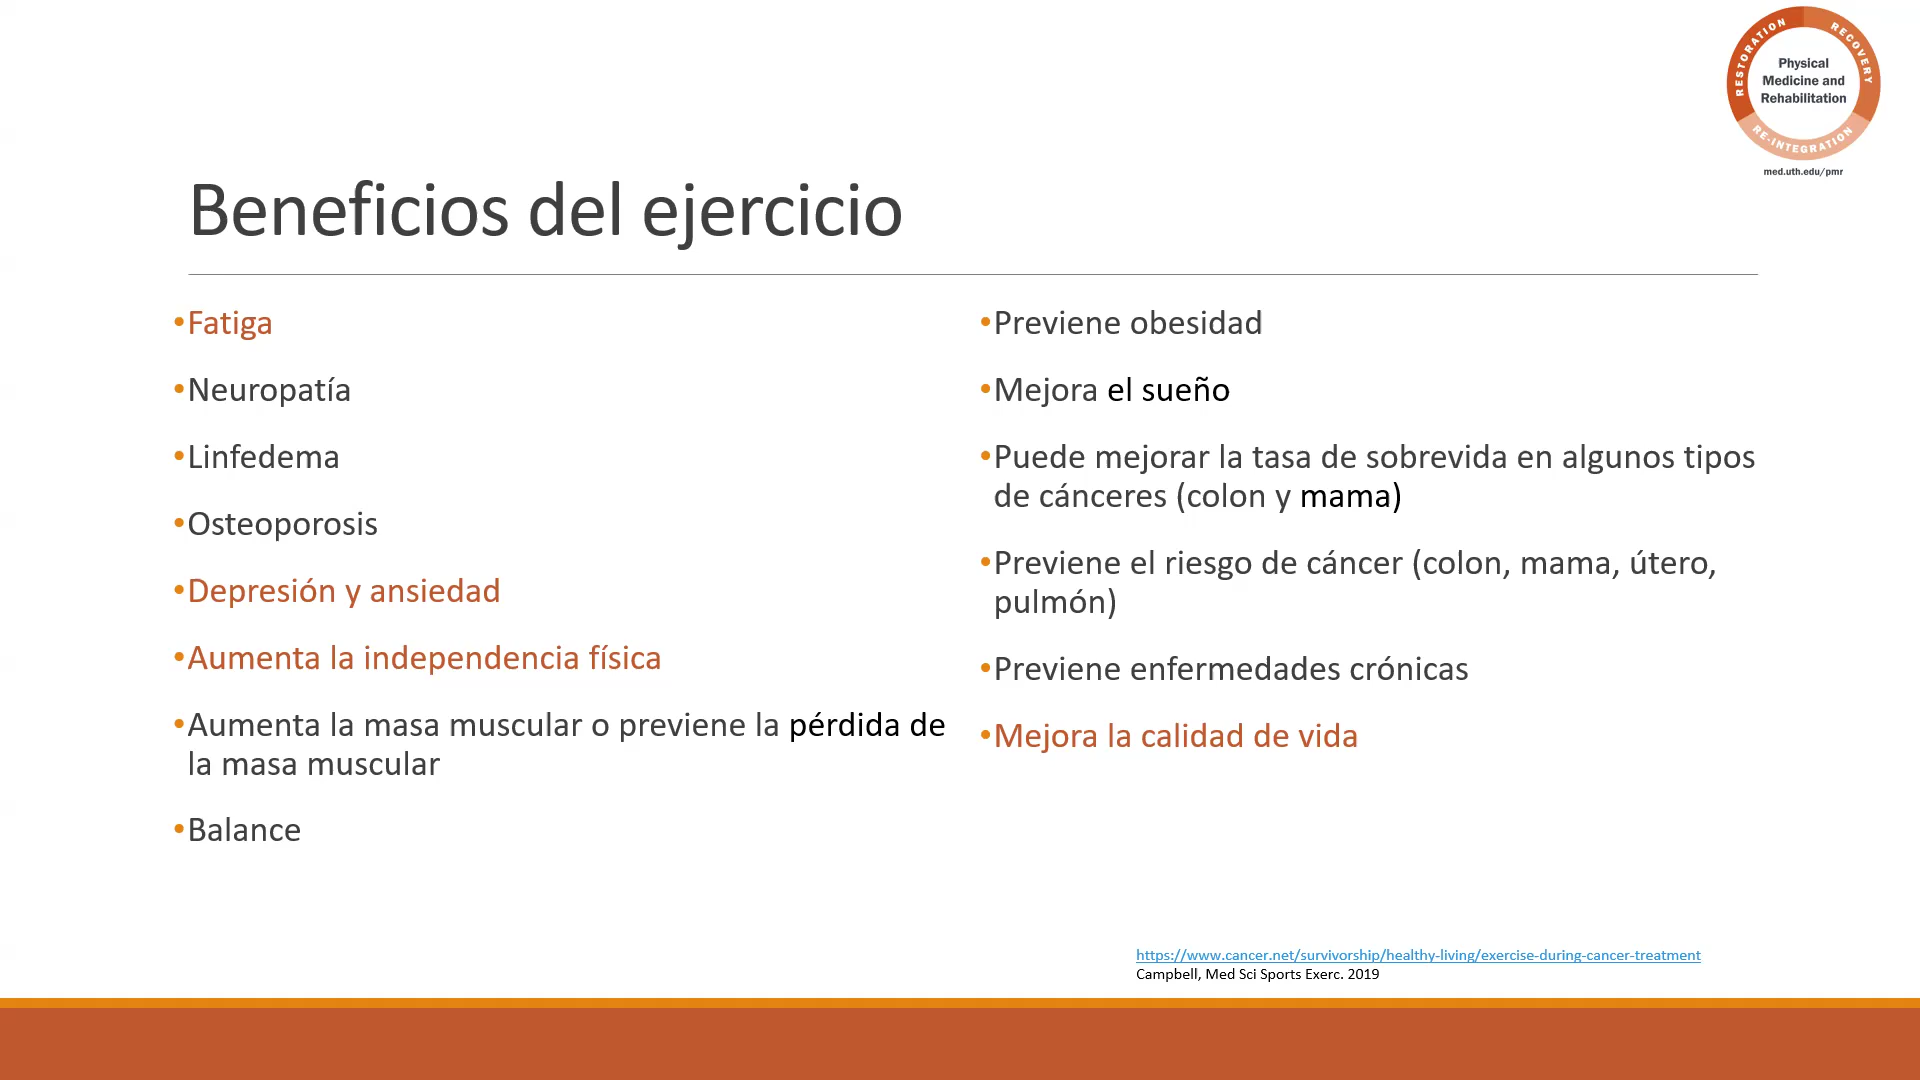 RESTORATION
RECOVERY
RE-INTEGRATION
Physical
Medicine and
Rehabilitation
med.uth.edu/pmr
Beneficios del ejercicio
•Fatiga
•Neuropatía
•Linfedema
•Osteoporosis
•Depresión y ansiedad
•Aumenta la independencia física
•Aumenta la masa muscular o previene la pérdida de
la masa muscular
•Balance
•Previene obesidad
•Mejora el sueño
•Puede mejorar la tasa de sobrevida en algunos tipos
de cánceres (colon y mama)
•Previene el riesgo de cáncer (colon, mama, útero,
pulmón)
•Previene enfermedades crónicas
•Mejora la calidad de vida
https://www.cancer.net/survivorship/healthy-living/exercise-during-cancer-treatment
Campbell, Med Sci Sports Exerc. 2019